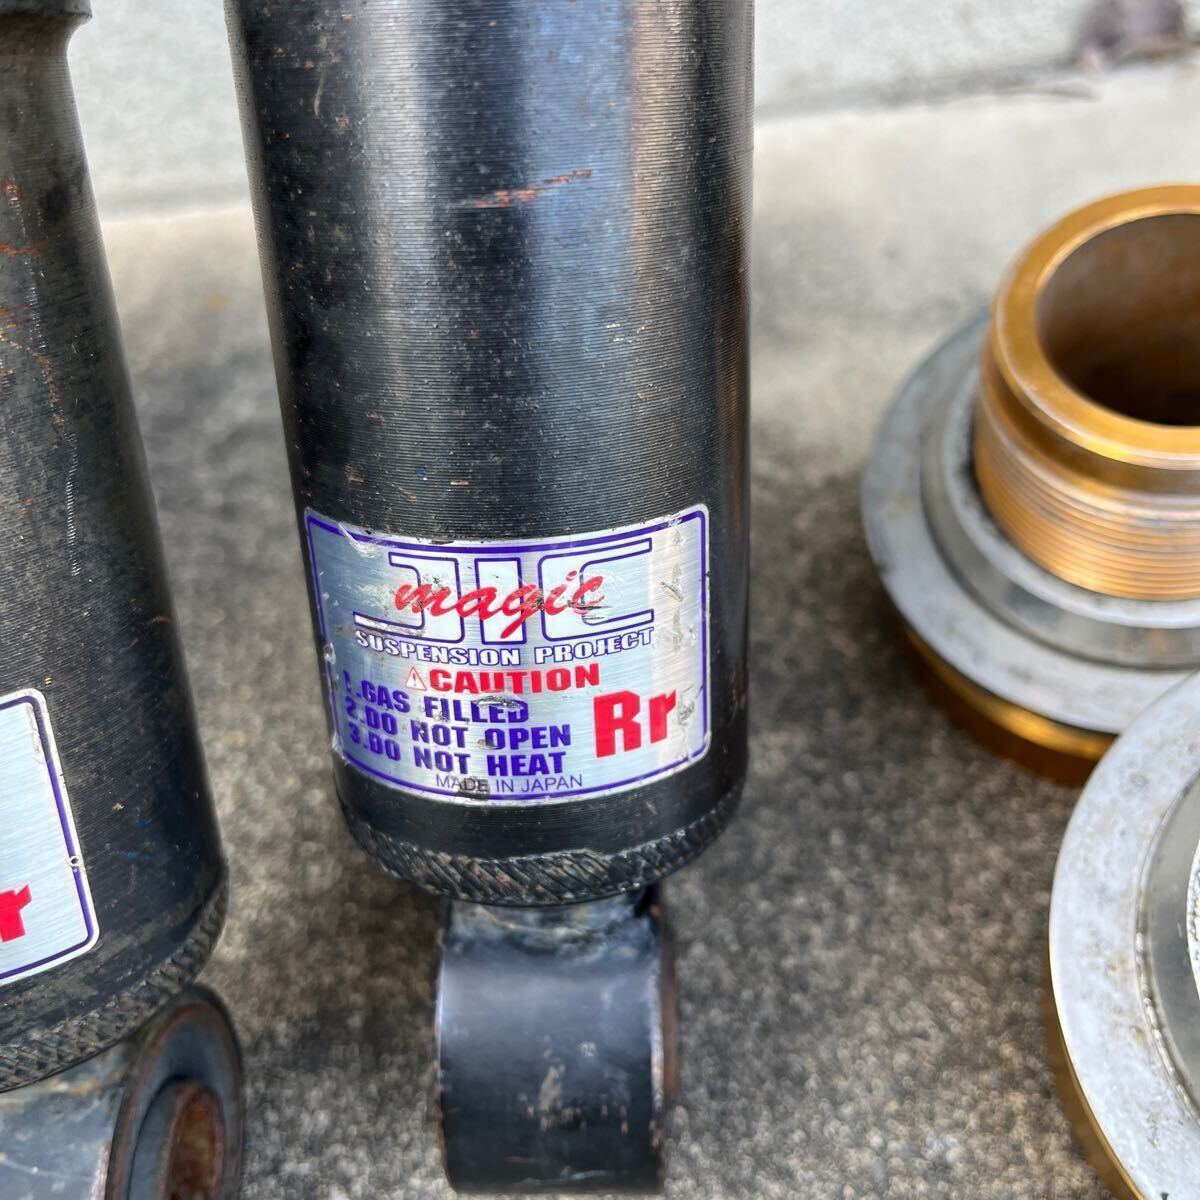 JIC
magic
SUSPENSION PROJECT
⚠CAUTION
1.GAS FILLED
2.DO NOT OPEN
3.DO NOT HEAT
Rr
MADE IN JAPAN
r